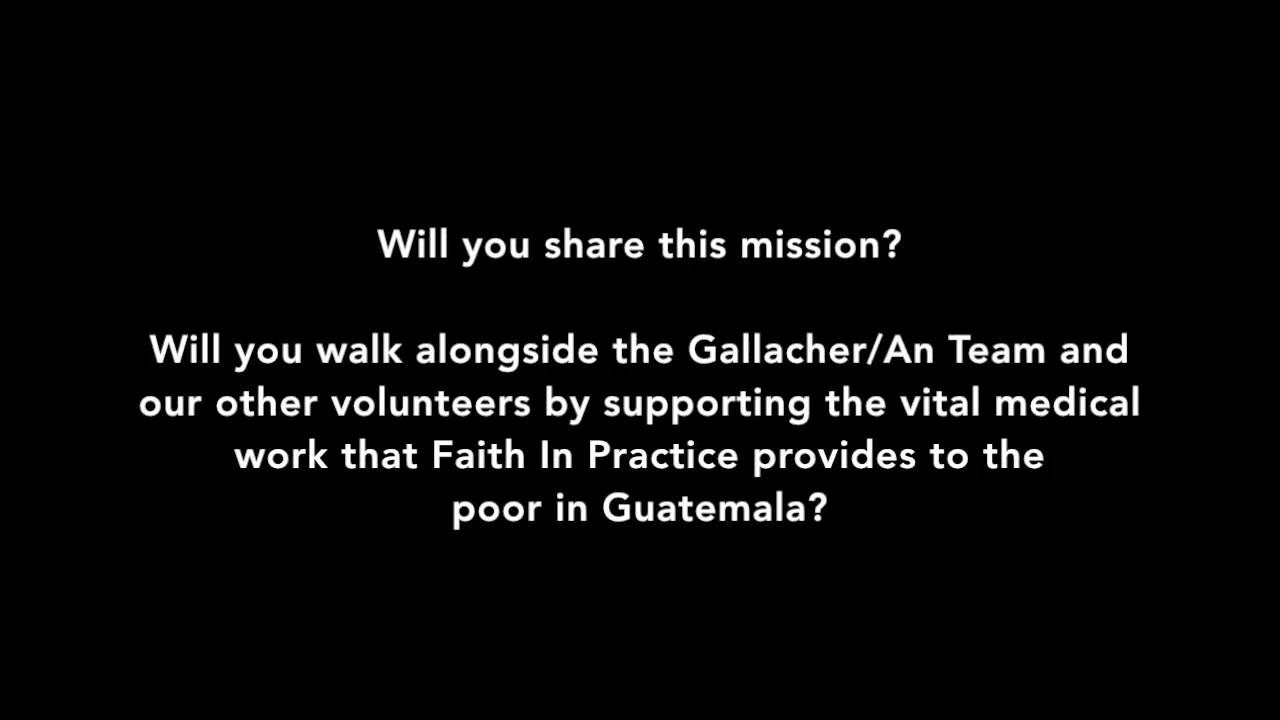 Will you share this mission?
Will you walk alongside the Gallacher/An Team and
our other volunteers by supporting the vital medical
work that Faith In Practice provides to the
poor in Guatemala?